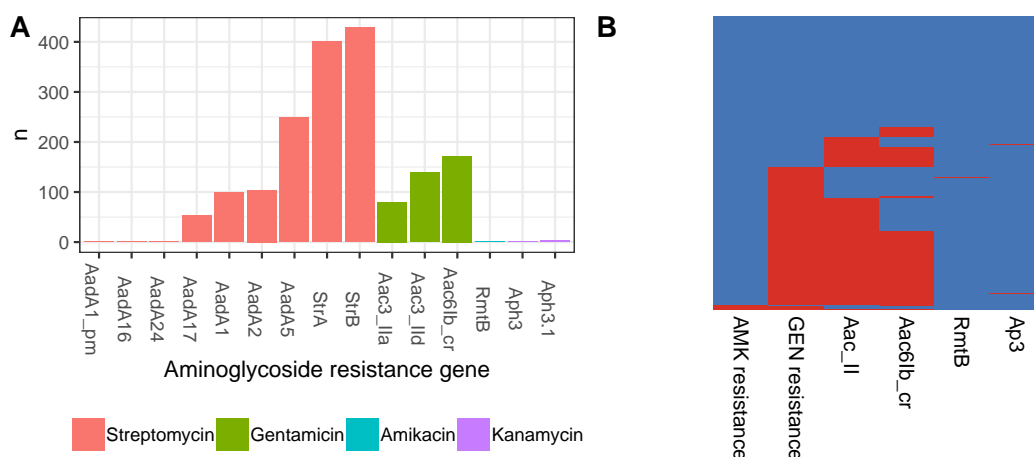 A
n
400
300
200
100
0
AadA1_pm
AadA16
AadA24
AadA17
AadA1
AadA2
AadA5
StrA
StrB
Aac3_IIa
Aac3_IId
Aac6Ib_cr
RmtB
Aph3
Aph3.1
Aminoglycoside resistance gene
Streptomycin Gentamicin Amikacin Kanamycin
B
AMK resistance
GEN resistance
Aac_II
Aac6Ib_cr
RmtB
Ap3